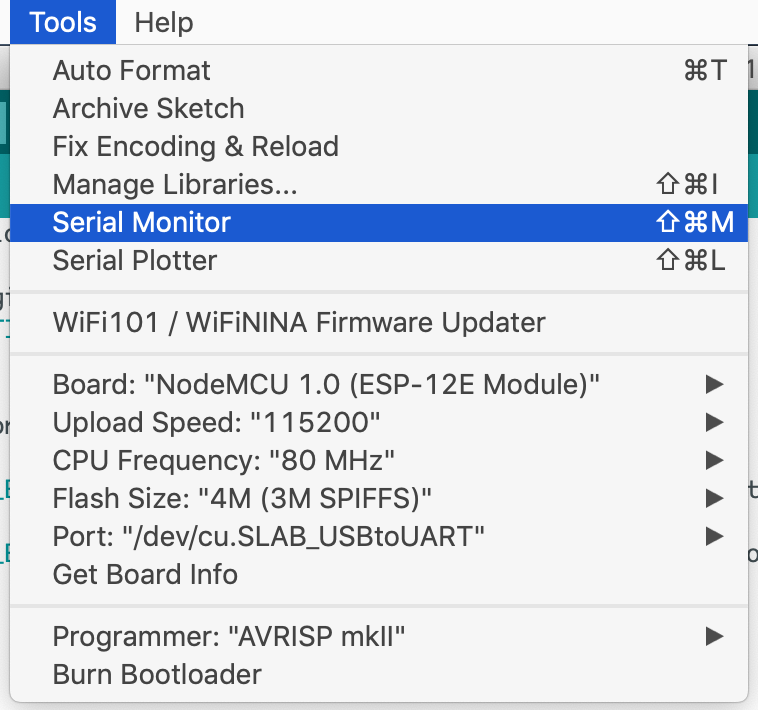 Tools Help
Auto Format ⌘T
Archive Sketch
Fix Encoding & Reload
Manage Libraries... ⇧⌘I
Serial Monitor ⇧⌘M
Serial Plotter ⇧⌘L
WiFi101 / WiFiNINA Firmware Updater
Board: "NodeMCU 1.0 (ESP-12E Module)" ▶
Upload Speed: "115200" ▶
CPU Frequency: "80 MHz" ▶
Flash Size: "4M (3M SPIFFS)" ▶
Port: "/dev/cu.SLAB_USBtoUART" ▶
Get Board Info
Programmer: "AVRISP mkII" ▶
Burn Bootloader